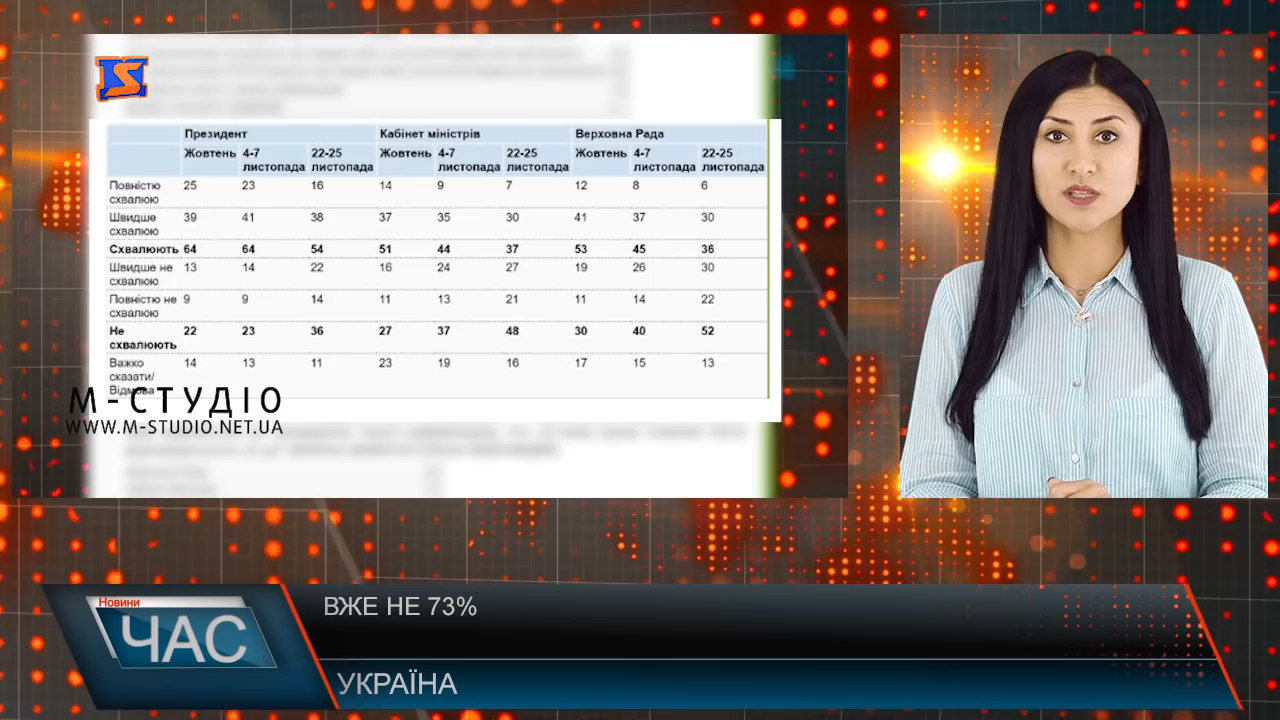 S
Президент Кабінет міністрів Верховна Рада
Жовтень 4-7 листопада 22-25 листопада Жовтень 4-7 листопада 22-25 листопада Жовтень 4-7 листопада 22-25 листопада
Повністю схвалюю 25 23 16 14 9 7 12 8 6
Швидше схвалюю 39 41 38 37 35 30 41 37 30
Схвалюють 64 64 54 51 44 37 53 45 36
Швидше не схвалюю 13 14 22 16 24 27 19 26 30
Повністю не схвалюю 9 9 14 11 13 21 11 14 22
Не схвалюють 22 23 36 27 37 48 30 40 52
Важко сказати/ Відмова 14 13 11 23 19 16 17 15 13
М-СТУДІО
WWW.M-STUDIO.NET.UA
Новини
ЧАС
ВЖЕ НЕ 73%
УКРАЇНА